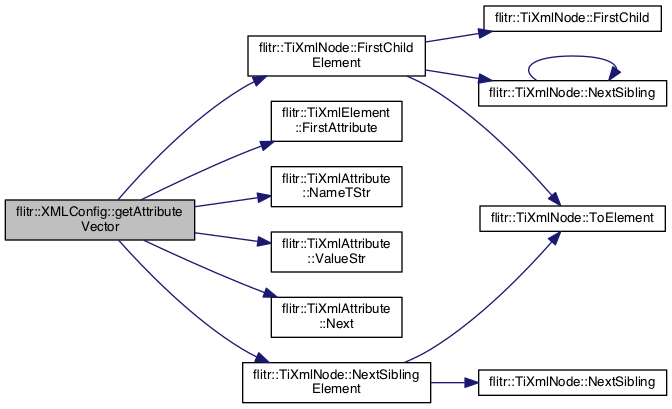 flitr::XMLConfig::getAttribute
Vector
flitr::TiXmlNode::FirstChild
Element
flitr::TiXmlElement
::FirstAttribute
flitr::TiXmlAttribute
::NameTStr
flitr::TiXmlAttribute
::ValueStr
flitr::TiXmlAttribute
::Next
flitr::TiXmlNode::NextSibling
Element
flitr::TiXmlNode::FirstChild
flitr::TiXmlNode::NextSibling
flitr::TiXmlNode::ToElement
flitr::TiXmlNode::NextSibling